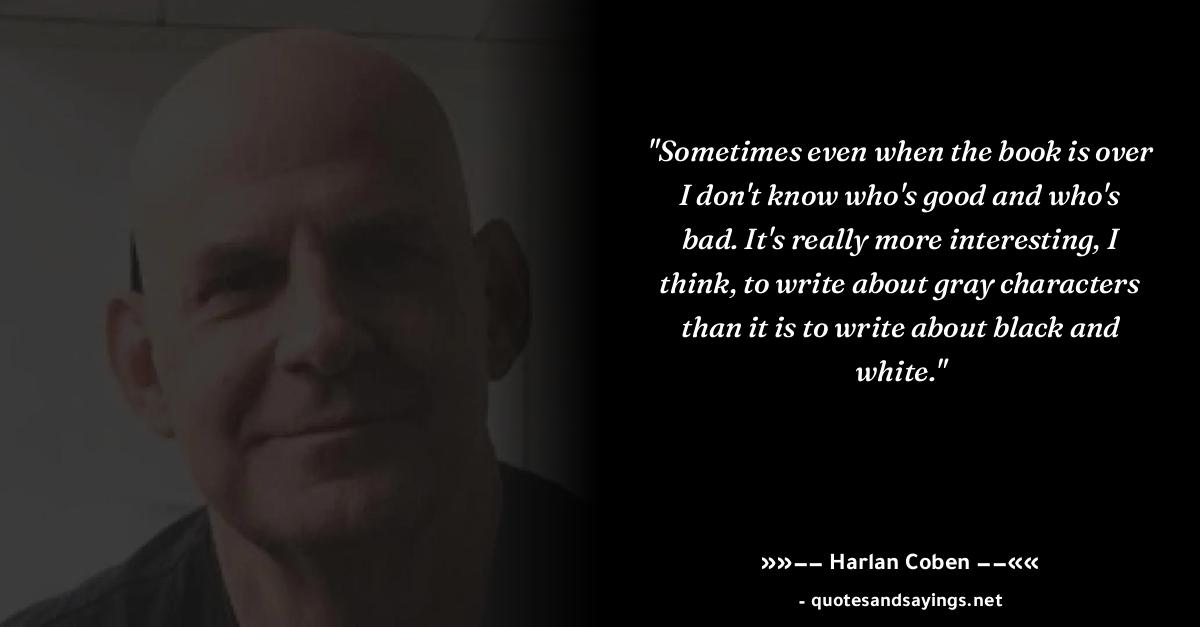 "Sometimes even when the book is over
I don't know who's good and who's
bad. It's really more interesting, I
think, to write about gray characters
than it is to write about black and
white."
»»−− Harlan Coben −−««
- quotesandsayings.net